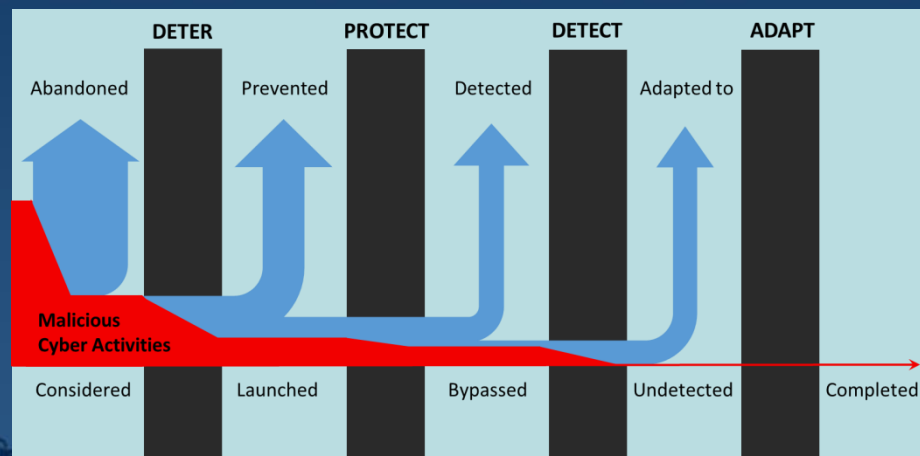 DETER PROTECT DETECT ADAPT
Abandoned Prevented Detected Adapted to
Malicious
Cyber Activities
Considered Launched Bypassed Undetected Completed